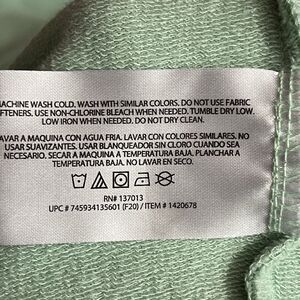 MACHINE WASH COLD. WASH WITH SIMILAR COLORS. DO NOT USE FABRIC
SOFTENERS. USE NON-CHLORINE BLEACH WHEN NEEDED. TUMBLE DRY LOW.
LOW IRON WHEN NEEDED. DO NOT DRY CLEAN.
LAVAR A MAQUINA CON AGUA FRIA. LAVAR CON COLORES SIMILARES. NO
USAR SUAVIZANTES. USAR BLANQUEADOR SIN CLORO CUANDO SEA
NECESARIO. SECAR A MAQUINA A TEMPERATURA BAJA. PLANCHAR A
TEMPERATURA BAJA. NO LAVAR EN SECO.
RN# 137013
UPC # 745934135601 (F20) / ITEM # 1420678